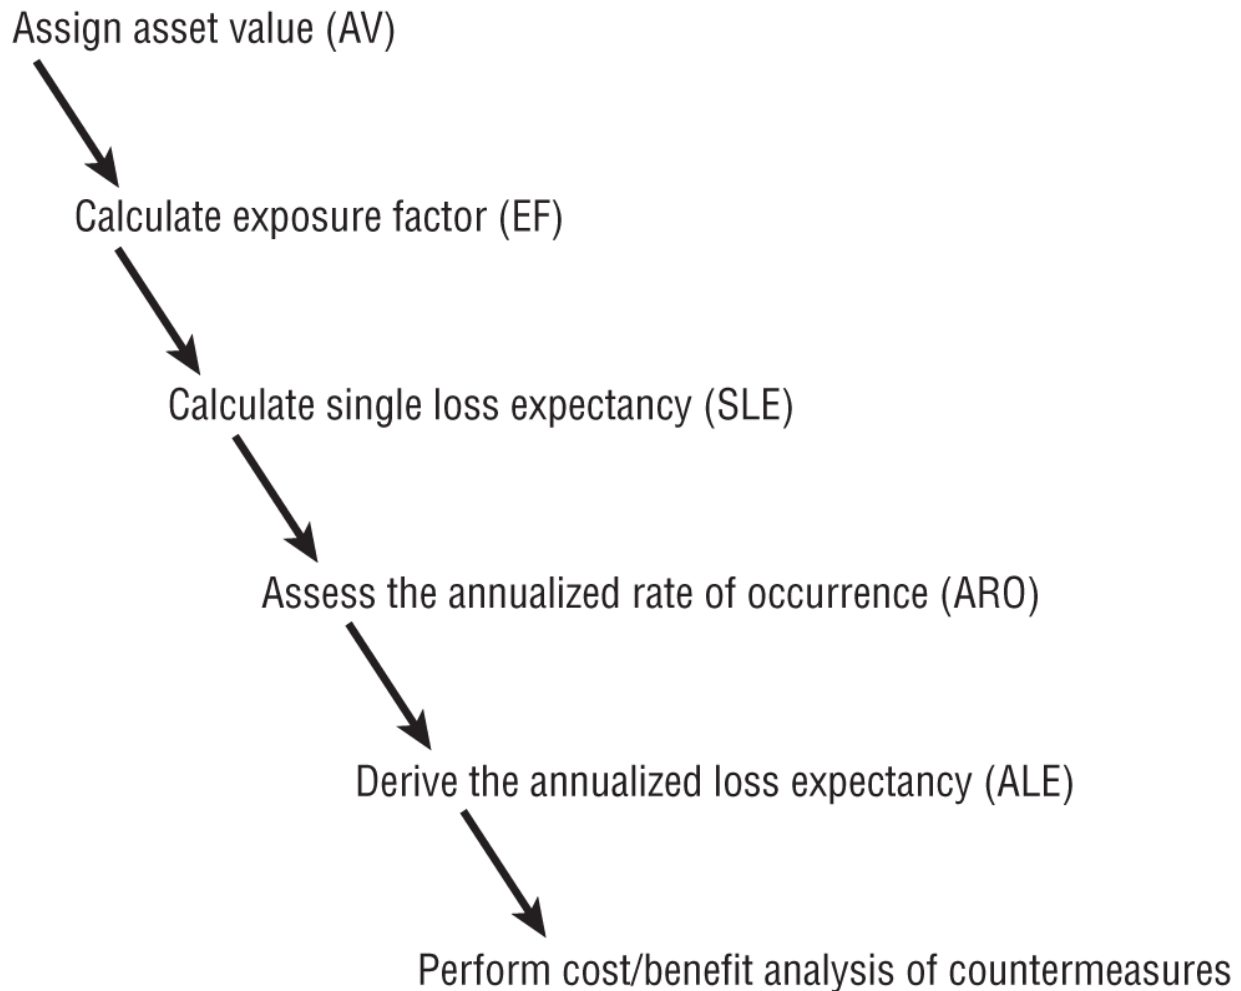 Assign asset value (AV)
Calculate exposure factor (EF)
Calculate single loss expectancy (SLE)
Assess the annualized rate of occurrence (ARO)
Derive the annualized loss expectancy (ALE)
Perform cost/benefit analysis of countermeasures